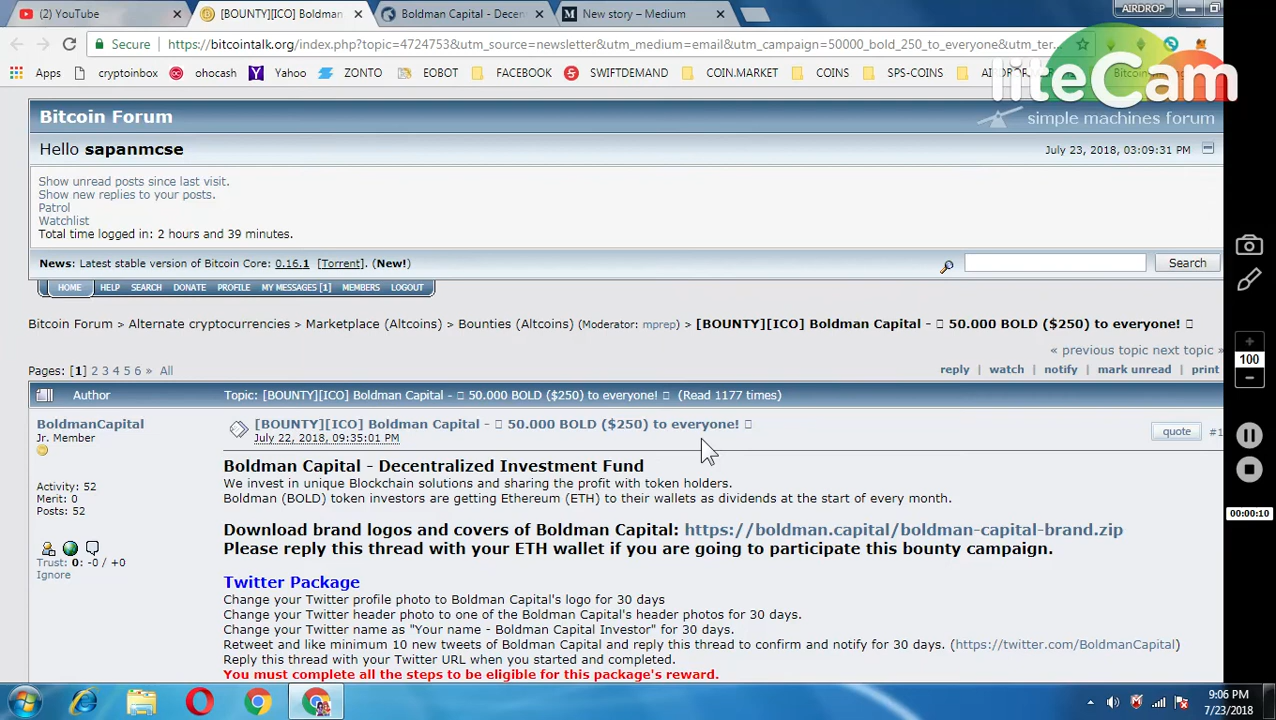 (2) YouTube
[BOUNTY][ICO] Boldman
Boldman Capital - Decen
New story – Medium
AIRDROP
Secure
https://bitcointalk.org/index.php?topic=4724753&utm_source=newsletter&utm_medium=email&utm_campaign=50000_bold_250_to_everyone&utm_ter...
Apps
cryptoinbox
ohocash
Yahoo
ZONTO
EOBOT
FACEBOOK
SWIFTDEMAND
COIN.MARKET
COINS
SPS-COINS
liteCam
Bitcoin Forum
simple machines forum
Hello sapanmcse
July 23, 2018, 03:09:31 PM
Show unread posts since last visit.
Show new replies to your posts.
Patrol
Watchlist
Total time logged in: 2 hours and 39 minutes.
News: Latest stable version of Bitcoin Core: 0.16.1 [Torrent]. (New!)
Search
HOME HELP SEARCH DONATE PROFILE MY MESSAGES [1] MEMBERS LOGOUT
Bitcoin Forum > Alternate cryptocurrencies > Marketplace (Altcoins) > Bounties (Altcoins) (Moderator: mprep) > [BOUNTY][ICO] Boldman Capital - 50.000 BOLD ($250) to everyone!
« previous topic next topic »
Pages: [1] 2 3 4 5 6 » All
reply | watch | notify | mark unread | print
100
Author
Topic: [BOUNTY][ICO] Boldman Capital - 50.000 BOLD ($250) to everyone! (Read 1177 times)
BoldmanCapital
Jr. Member
Activity: 52
Merit: 0
Posts: 52
Trust: 0: -0 / +0
Ignore
[BOUNTY][ICO] Boldman Capital - 50.000 BOLD ($250) to everyone!
July 22, 2018, 09:35:01 PM
quote
#1
Boldman Capital - Decentralized Investment Fund
We invest in unique Blockchain solutions and sharing the profit with token holders.
Boldman (BOLD) token investors are getting Ethereum (ETH) to their wallets as dividends at the start of every month.
Download brand logos and covers of Boldman Capital: https://boldman.capital/boldman-capital-brand.zip
Please reply this thread with your ETH wallet if you are going to participate this bounty campaign.
Twitter Package
Change your Twitter profile photo to Boldman Capital's logo for 30 days
Change your Twitter header photo to one of the Boldman Capital's header photos for 30 days.
Change your Twitter name as "Your name - Boldman Capital Investor" for 30 days.
Retweet and like minimum 10 new tweets of Boldman Capital and reply this thread to confirm and notify for 30 days. (https://twitter.com/BoldmanCapital)
Reply this thread with your Twitter URL when you started and completed.
You must complete all the steps to be eligible for this package's reward.
00:00:10
9:06 PM
7/23/2018